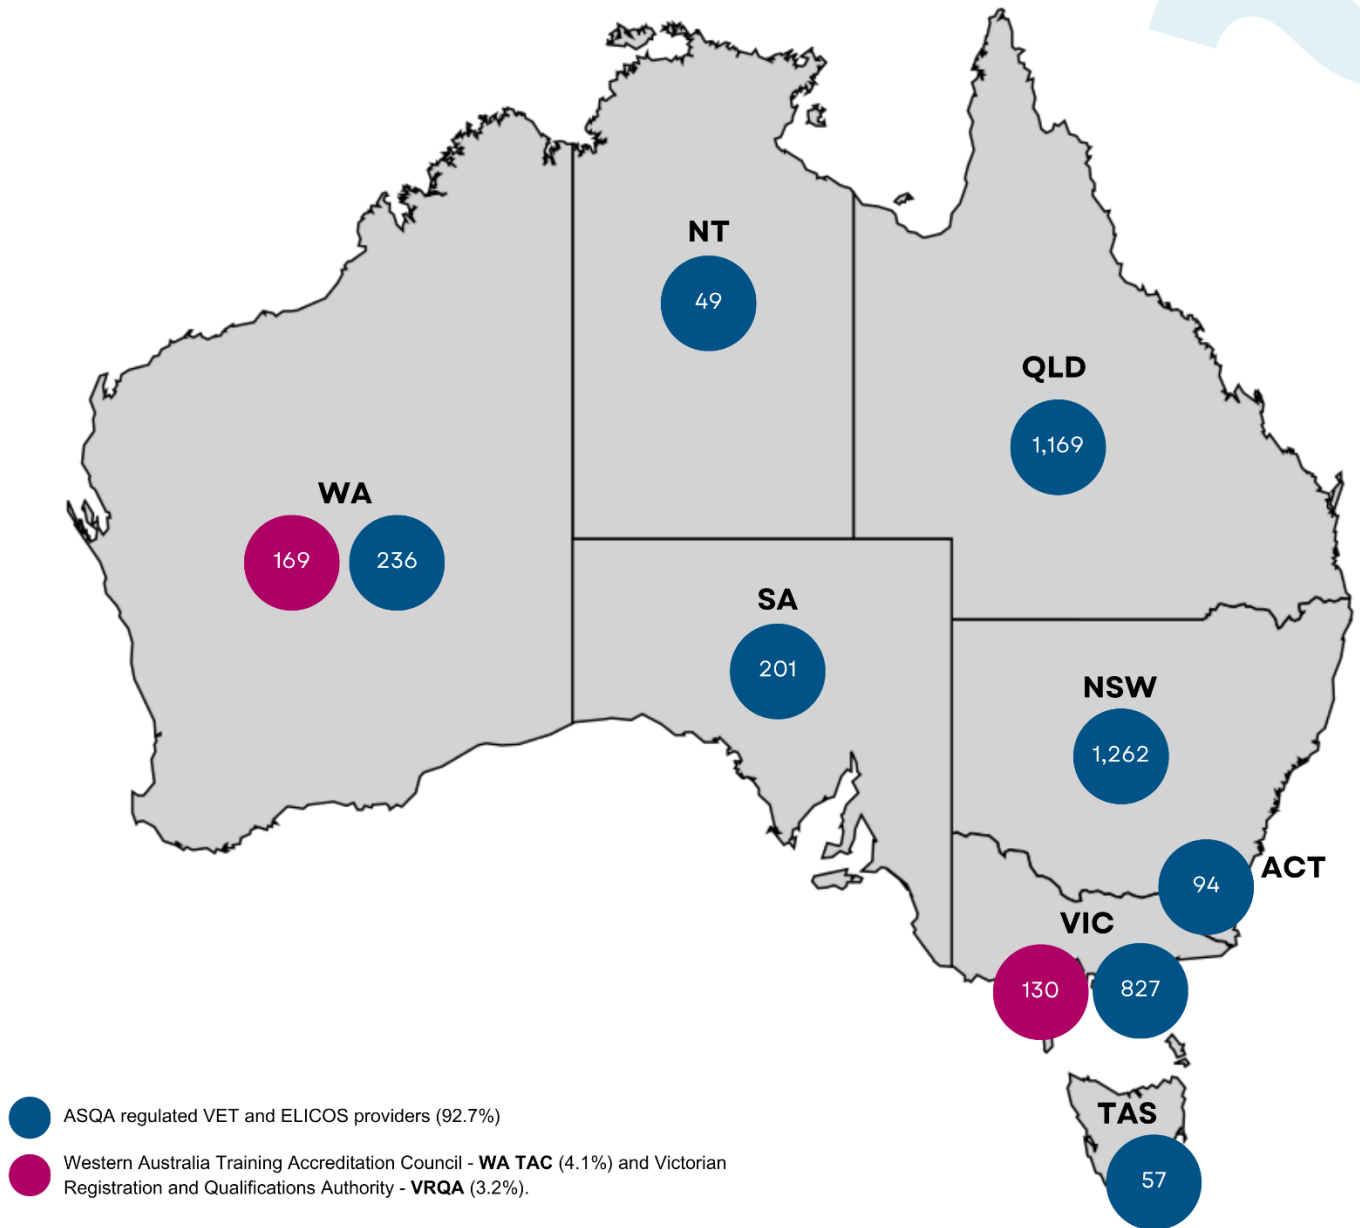 NT
49
QLD
1,169
WA
169
236
SA
201
NSW
1,262
ACT
94
VIC
130
827
TAS
57
ASQA regulated VET and ELICOS providers (92.7%)
Western Australia Training Accreditation Council - WA TAC (4.1%) and Victorian
Registration and Qualifications Authority - VRQA (3.2%).